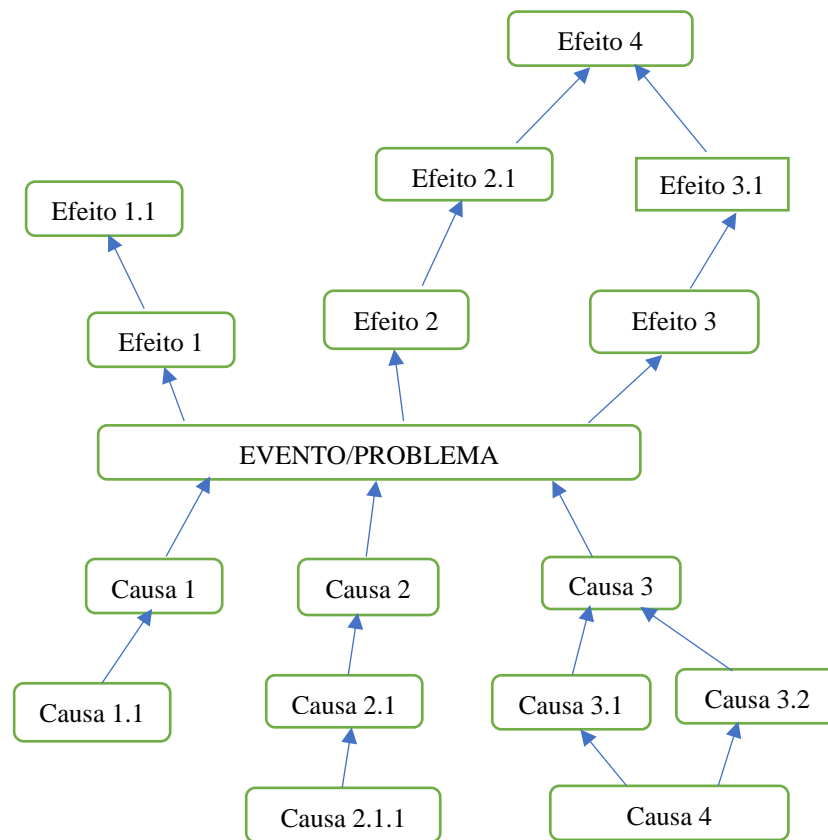 Efeito 4
Efeito 2.1
Efeito 3.1
Efeito 1.1
Efeito 2
Efeito 3
Efeito 1
EVENTO/PROBLEMA
Causa 1
Causa 2
Causa 3
Causa 1.1
Causa 2.1
Causa 3.1
Causa 3.2
Causa 2.1.1
Causa 4